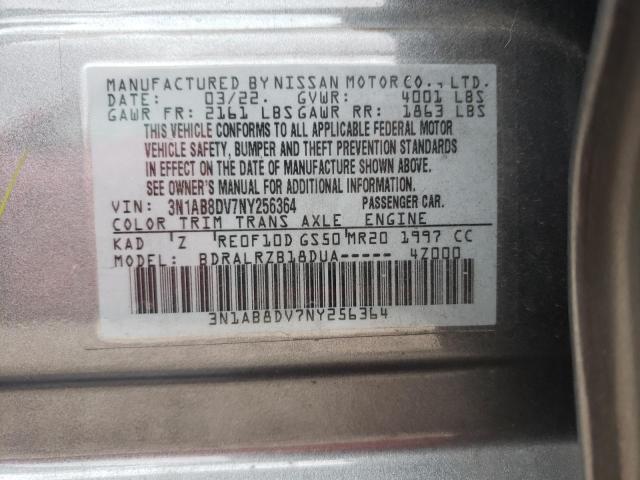 MANUFACTURED BY NISSAN MOTOR CO., LTD.
DATE: 03/22. GVWR: 4001 LBS
GAWR FR: 2161 LBS GAWR RR: 1863 LBS
THIS VEHICLE CONFORMS TO ALL APPLICABLE FEDERAL MOTOR
VEHICLE SAFETY, BUMPER AND THEFT PREVENTION STANDARDS
IN EFFECT ON THE DATE OF MANUFACTURE SHOWN ABOVE.
SEE OWNER'S MANUAL FOR ADDITIONAL INFORMATION.
VIN: 3N1AB8DV7NY256364 PASSENGER CAR.
COLOR TRIM TRANS AXLE ENGINE
KAD Z RE0F10D GS50 MR20 1997 CC
MODEL: BDRALRZB18DUA----- 4Z000
3N1AB8DV7NY256364